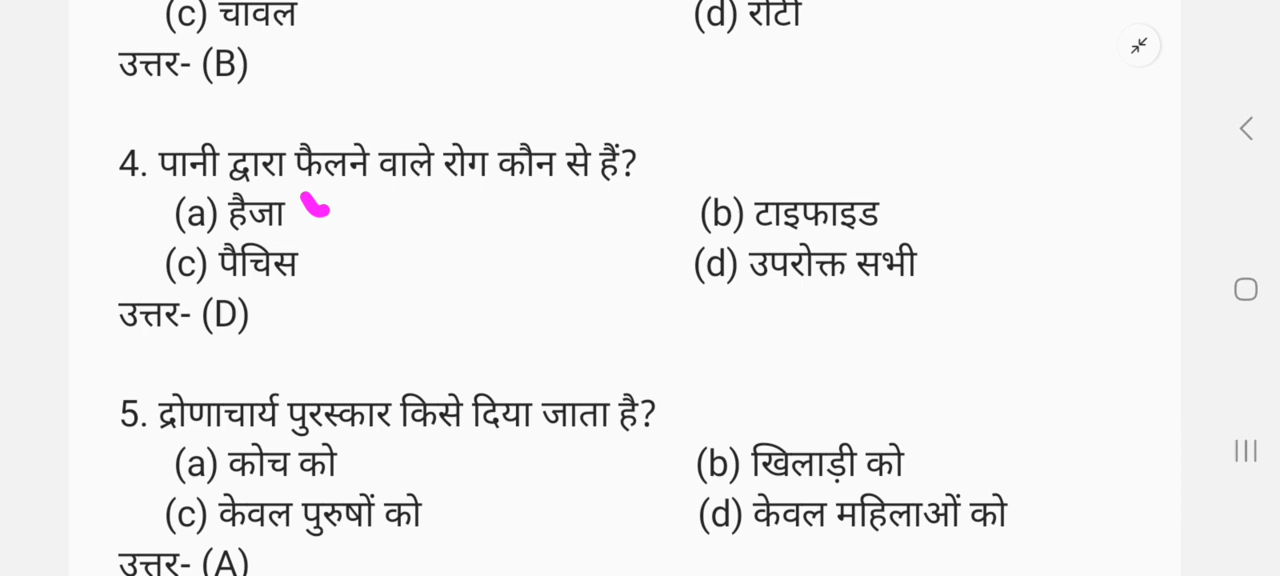 (c) चावल (d) रोटी
उत्तर- (B)
4. पानी द्वारा फैलने वाले रोग कौन से हैं?
(a) हैजा (b) टाइफाइड
(c) पैचिस (d) उपरोक्त सभी
उत्तर- (D)
5. द्रोणाचार्य पुरस्कार किसे दिया जाता है?
(a) कोच को (b) खिलाड़ी को
(c) केवल पुरुषों को (d) केवल महिलाओं को
उत्तर- (A)